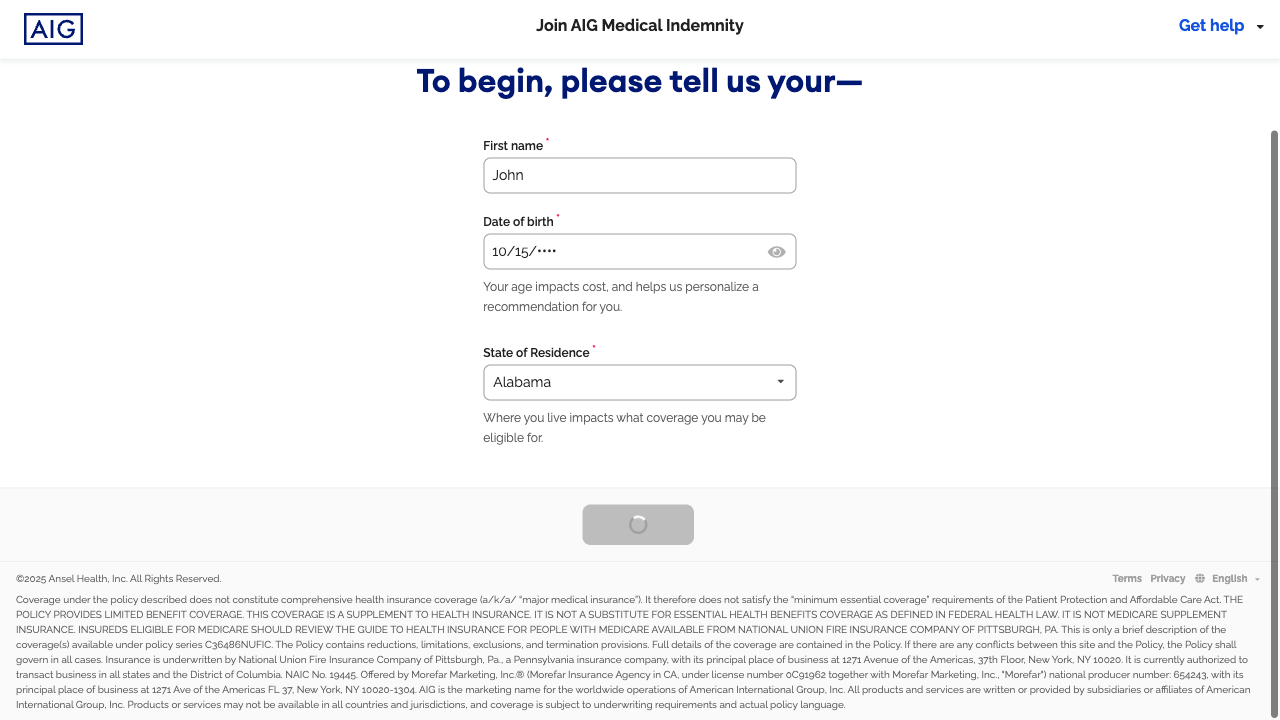 AIG
Join AIG Medical Indemnity
Get help
To begin, please tell us your—
First name *
John
Date of birth *
10/15/••••
Your age impacts cost, and helps us personalize a
recommendation for you.
State of Residence *
Alabama
Where you live impacts what coverage you may be
eligible for.
©2025 Ansel Health, Inc. All Rights Reserved.
Terms Privacy English
Coverage under the policy described does not constitute comprehensive health insurance coverage (a/k/a/ “major medical insurance”). It therefore does not satisfy the “minimum essential coverage” requirements of the Patient Protection and Affordable Care Act. THE
POLICY PROVIDES LIMITED BENEFIT COVERAGE. THIS COVERAGE IS A SUPPLEMENT TO HEALTH INSURANCE. IT IS NOT A SUBSTITUTE FOR ESSENTIAL HEALTH BENEFITS COVERAGE AS DEFINED IN FEDERAL HEALTH LAW. IT IS NOT MEDICARE SUPPLEMENT
INSURANCE. INSUREDS ELIGIBLE FOR MEDICARE SHOULD REVIEW THE GUIDE TO HEALTH INSURANCE FOR PEOPLE WITH MEDICARE AVAILABLE FROM NATIONAL UNION FIRE INSURANCE COMPANY OF PITTSBURGH, PA. This is only a brief description of the
coverage(s) available under policy series C36486NUFIC. The Policy contains reductions, limitations, exclusions, and termination provisions. Full details of the coverage are contained in the Policy. If there are any conflicts between this site and the Policy, the Policy shall
govern in all cases. Insurance is underwritten by National Union Fire Insurance Company of Pittsburgh, Pa., a Pennsylvania insurance company, with its principal place of business at 1271 Avenue of the Americas, 37th Floor, New York, NY 10020. It is currently authorized to
transact business in all states and the District of Columbia. NAIC No. 19445. Offered by Morefar Marketing, Inc.® (Morefar Insurance Agency in CA, under license number 0C91962 together with Morefar Marketing, Inc., "Morefar") national producer number: 654243, with its
principal place of business at 1271 Ave of the Americas FL 37, New York, NY 10020-1304. AIG is the marketing name for the worldwide operations of American International Group, Inc. All products and services are written or provided by subsidiaries or affiliates of American
International Group, Inc. Products or services may not be available in all countries and jurisdictions, and coverage is subject to underwriting requirements and actual policy language.